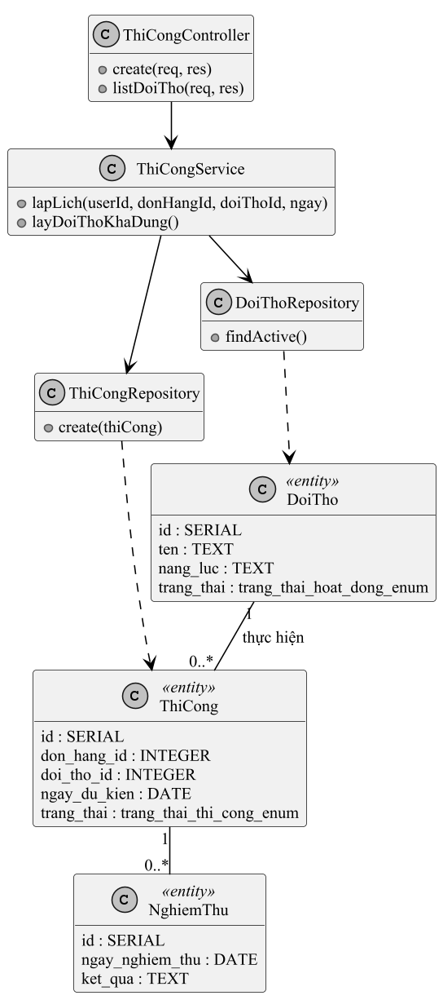 C ThiCongController
create(req, res)
listDoiTho(req, res)
C ThiCongService
lapLich(userId, donHangId, doiThoId, ngay)
layDoiThoKhaDung()
C DoiThoRepository
findActive()
C ThiCongRepository
create(thiCong)
C «entity»
DoiTho
id : SERIAL
ten : TEXT
nang_luc : TEXT
trang_thai : trang_thai_hoat_dong_enum
1
thực hiện
0..*
C «entity»
ThiCong
id : SERIAL
don_hang_id : INTEGER
doi_tho_id : INTEGER
ngay_du_kien : DATE
trang_thai : trang_thai_thi_cong_enum
1
0..*
C «entity»
NghiemThu
id : SERIAL
ngay_nghiem_thu : DATE
ket_qua : TEXT